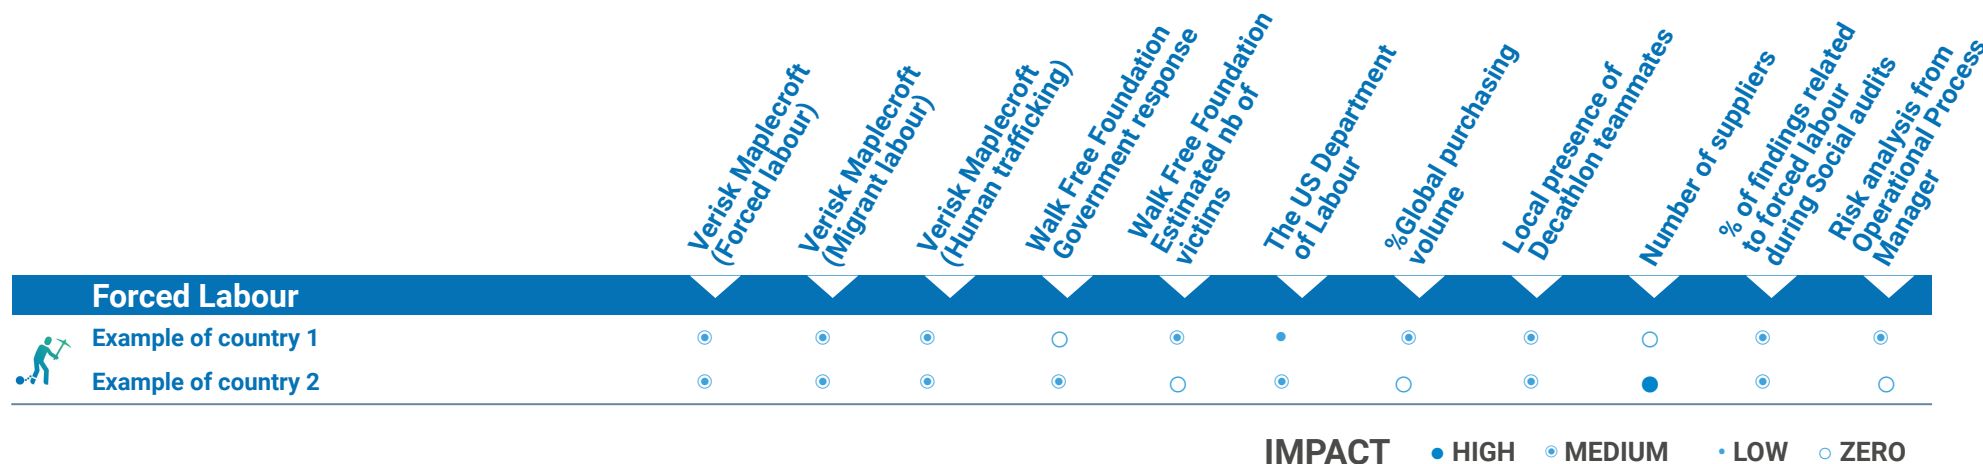 Verisk Maplecroft
(Forced labour)
Verisk Maplecroft
(Migrant labour)
Verisk Maplecroft
(Human trafficking)
Walk Free Foundation
Government response
Walk Free Foundation
Estimated nb of
victims
The US Department
of Labour
%Global purchasing
volume
Local presence of
Decathlon teammates
Number of suppliers
% of findings related
to forced labour
during Social audits
Risk analysis from
Operational Process
Manager
Forced Labour
Example of country 1
Example of country 2
IMPACT HIGH MEDIUM LOW ZERO